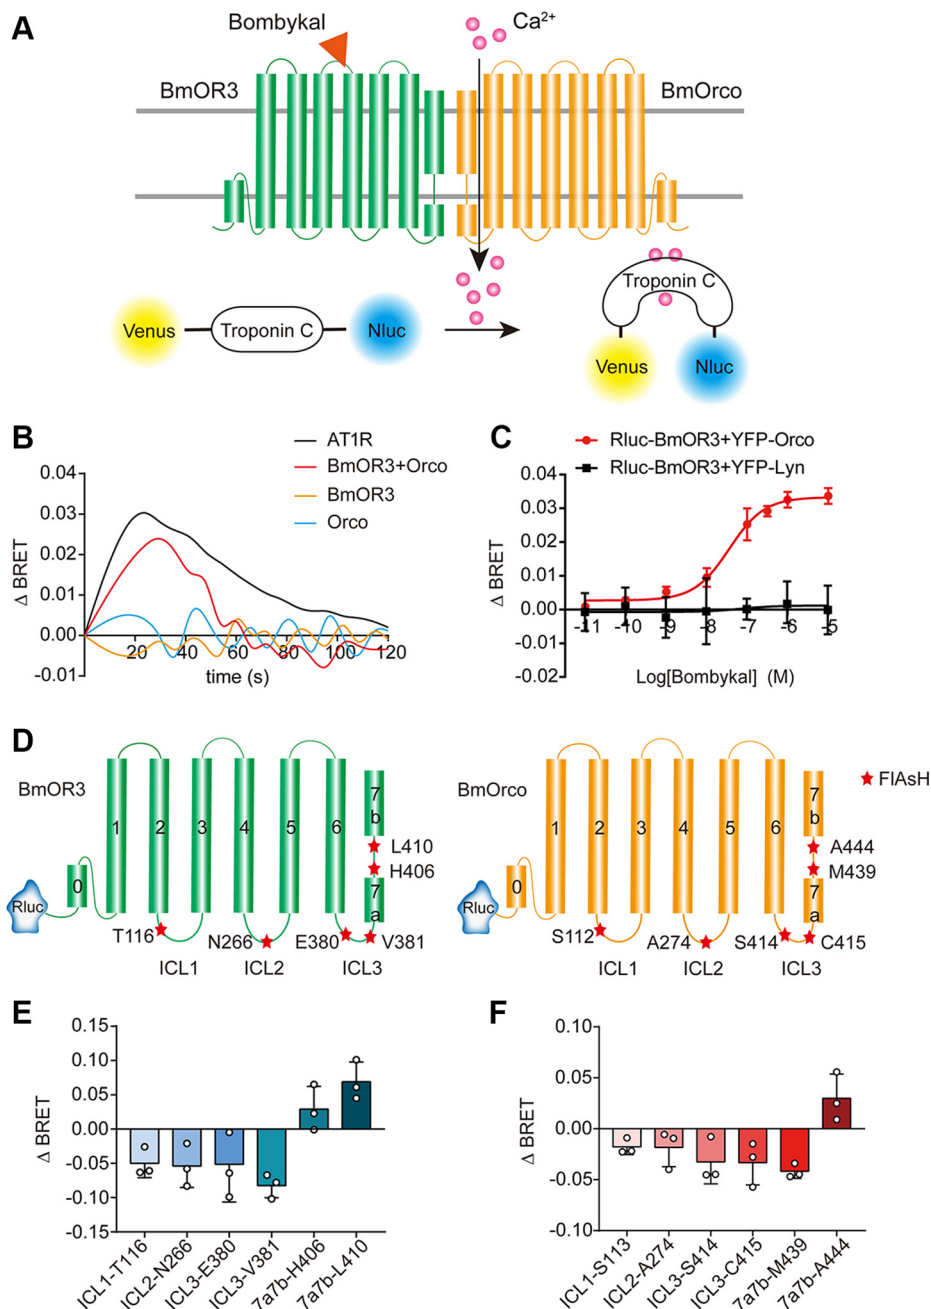 A
Bombykal
Ca2+
BmOR3
BmOrco
Venus
Troponin C
Nluc
Troponin C
Venus
Nluc
B
AT1R
BmOR3+Orco
BmOR3
Orco
Δ BRET
0.04
0.03
0.02
0.01
0.00
-0.01
20 40 60 80 100 120
time (s)
C
Rluc-BmOR3+YFP-Orco
Rluc-BmOR3+YFP-Lyn
Δ BRET
0.04
0.03
0.02
0.01
0.00
-0.01
-0.02
-11 -10 -9 -8 -7 -6 -5
Log[Bombykal] (M)
D
BmOR3
Rluc
0 1 2 3 4 5 6
7b
7a
L410
H406
T116
N266
E380
V381
ICL1 ICL2 ICL3
BmOrco
FlAsH
Rluc
0 1 2 3 4 5 6
7b
7a
A444
M439
S112
A274
S414
C415
ICL1 ICL2 ICL3
E
Δ BRET
0.15
0.10
0.05
0.00
-0.05
-0.10
-0.15
ICL1-T116
ICL2-N266
ICL3-E380
ICL3-V381
7a7b-H406
7a7b-L410
F
Δ BRET
0.10
0.05
0.00
-0.05
-0.10
ICL1-S113
ICL2-A274
ICL3-S414
ICL3-C415
7a7b-M439
7a7b-A444